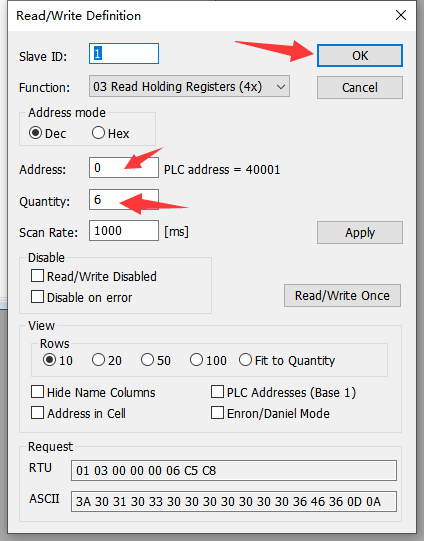 Read/Write Definition
Slave ID: 1 OK
Function: 03 Read Holding Registers (4x) Cancel
Address mode
Dec Hex
Address: 0 PLC address = 40001
Quantity: 6
Scan Rate: 1000 [ms] Apply
Disable
Read/Write Disabled
Disable on error Read/Write Once
View
Rows
10 20 50 100 Fit to Quantity
Hide Name Columns PLC Addresses (Base 1)
Address in Cell Enron/Daniel Mode
Request
RTU 01 03 00 00 00 06 C5 C8
ASCII 3A 30 31 30 33 30 30 30 30 30 30 30 36 46 36 0D 0A